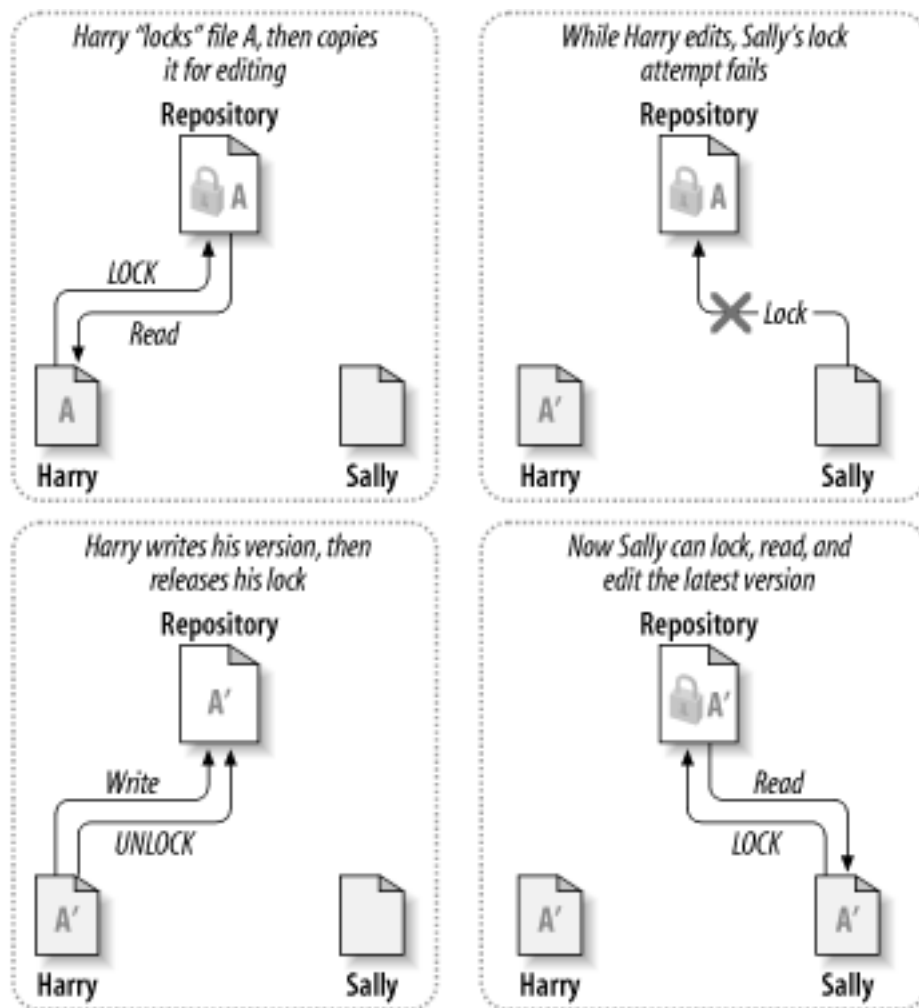 Harry “locks” file A, then copies
it for editing
Repository
A
LOCK
Read
A
Harry
Sally
While Harry edits, Sally’s lock
attempt fails
Repository
A
Lock
A’
Harry
Sally
Harry writes his version, then
releases his lock
Repository
A’
Write
UNLOCK
A’
Harry
Sally
Now Sally can lock, read, and
edit the latest version
Repository
A’
Read
LOCK
A’
A’
Harry
Sally